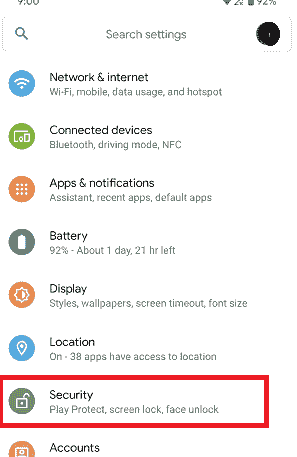 9:00 92%
Search settings
Network & internet
Wi-Fi, mobile, data usage, and hotspot
Connected devices
Bluetooth, driving mode, NFC
Apps & notifications
Assistant, recent apps, default apps
Battery
92% - About 1 day, 21 hr left
Display
Styles, wallpapers, screen timeout, font size
Location
On - 38 apps have access to location
Security
Play Protect, screen lock, face unlock
Accounts